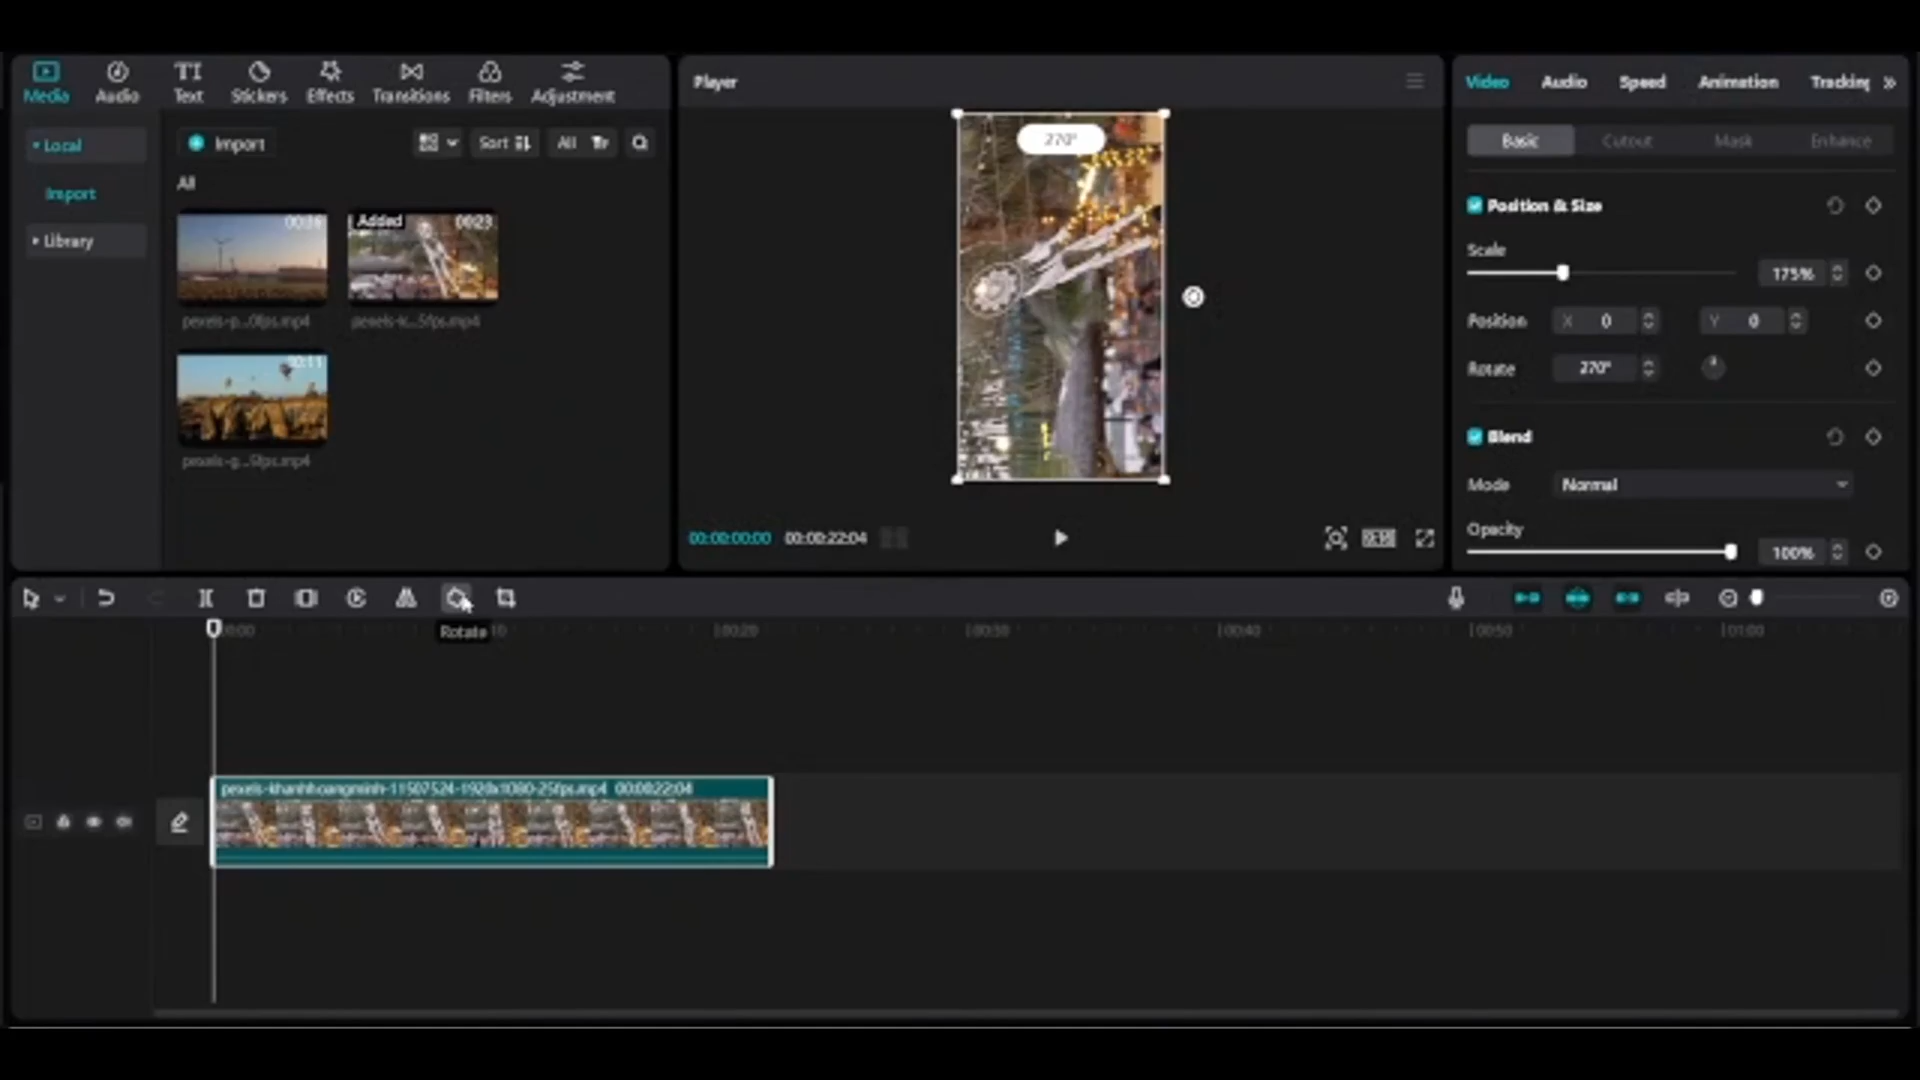 Media Audio Text Stickers Effects Transitions Filters Adjustment
Local
Import
Library
Import
Sort
All
All
00:23
Added
pexels-p...0fps.mp4
pexels-k...5fps.mp4
00:11
pexels-g...5fps.mp4
Player
270°
00:00:00:00 00:00:22:04
Video Audio Speed Animation Tracking
Basic Cutout Mask Enhance
Position & Size
Scale
175%
Position X 0 Y 0
Rotate 270°
Blend
Mode Normal
Opacity
100%
Rotate
00:20 00:30 00:40 00:50 01:00
pexels-khanhhoangminh-11507524-1920x1080-25fps.mp4 00:00:22:04